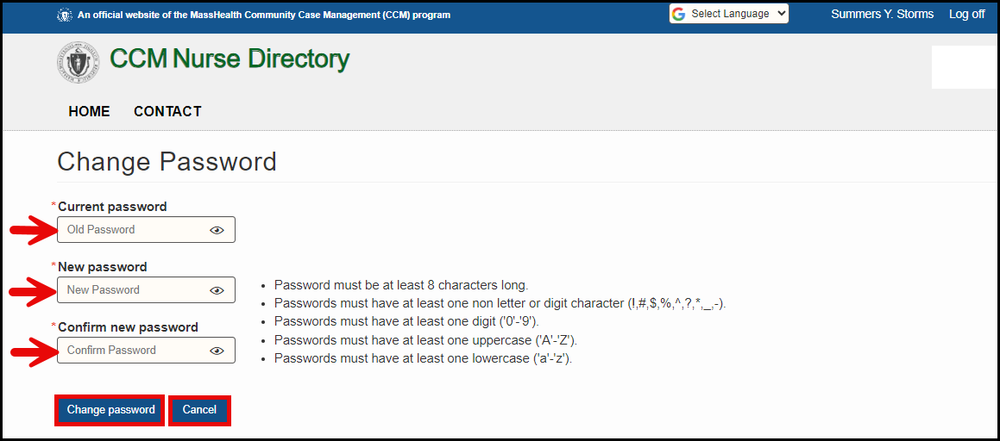 An official website of the MassHealth Community Case Management (CCM) program
Select Language
Summers Y. Storms
Log off
CCM Nurse Directory
HOME CONTACT
Change Password
*Current password
Old Password
*New password
New Password
*Confirm new password
Confirm Password
• Password must be at least 8 characters long.
• Passwords must have at least one non letter or digit character (!,#,$,%,^,?,*,_,-).
• Passwords must have at least one digit ('0'-'9').
• Passwords must have at least one uppercase ('A'-'Z').
• Passwords must have at least one lowercase ('a'-'z').
Change password
Cancel